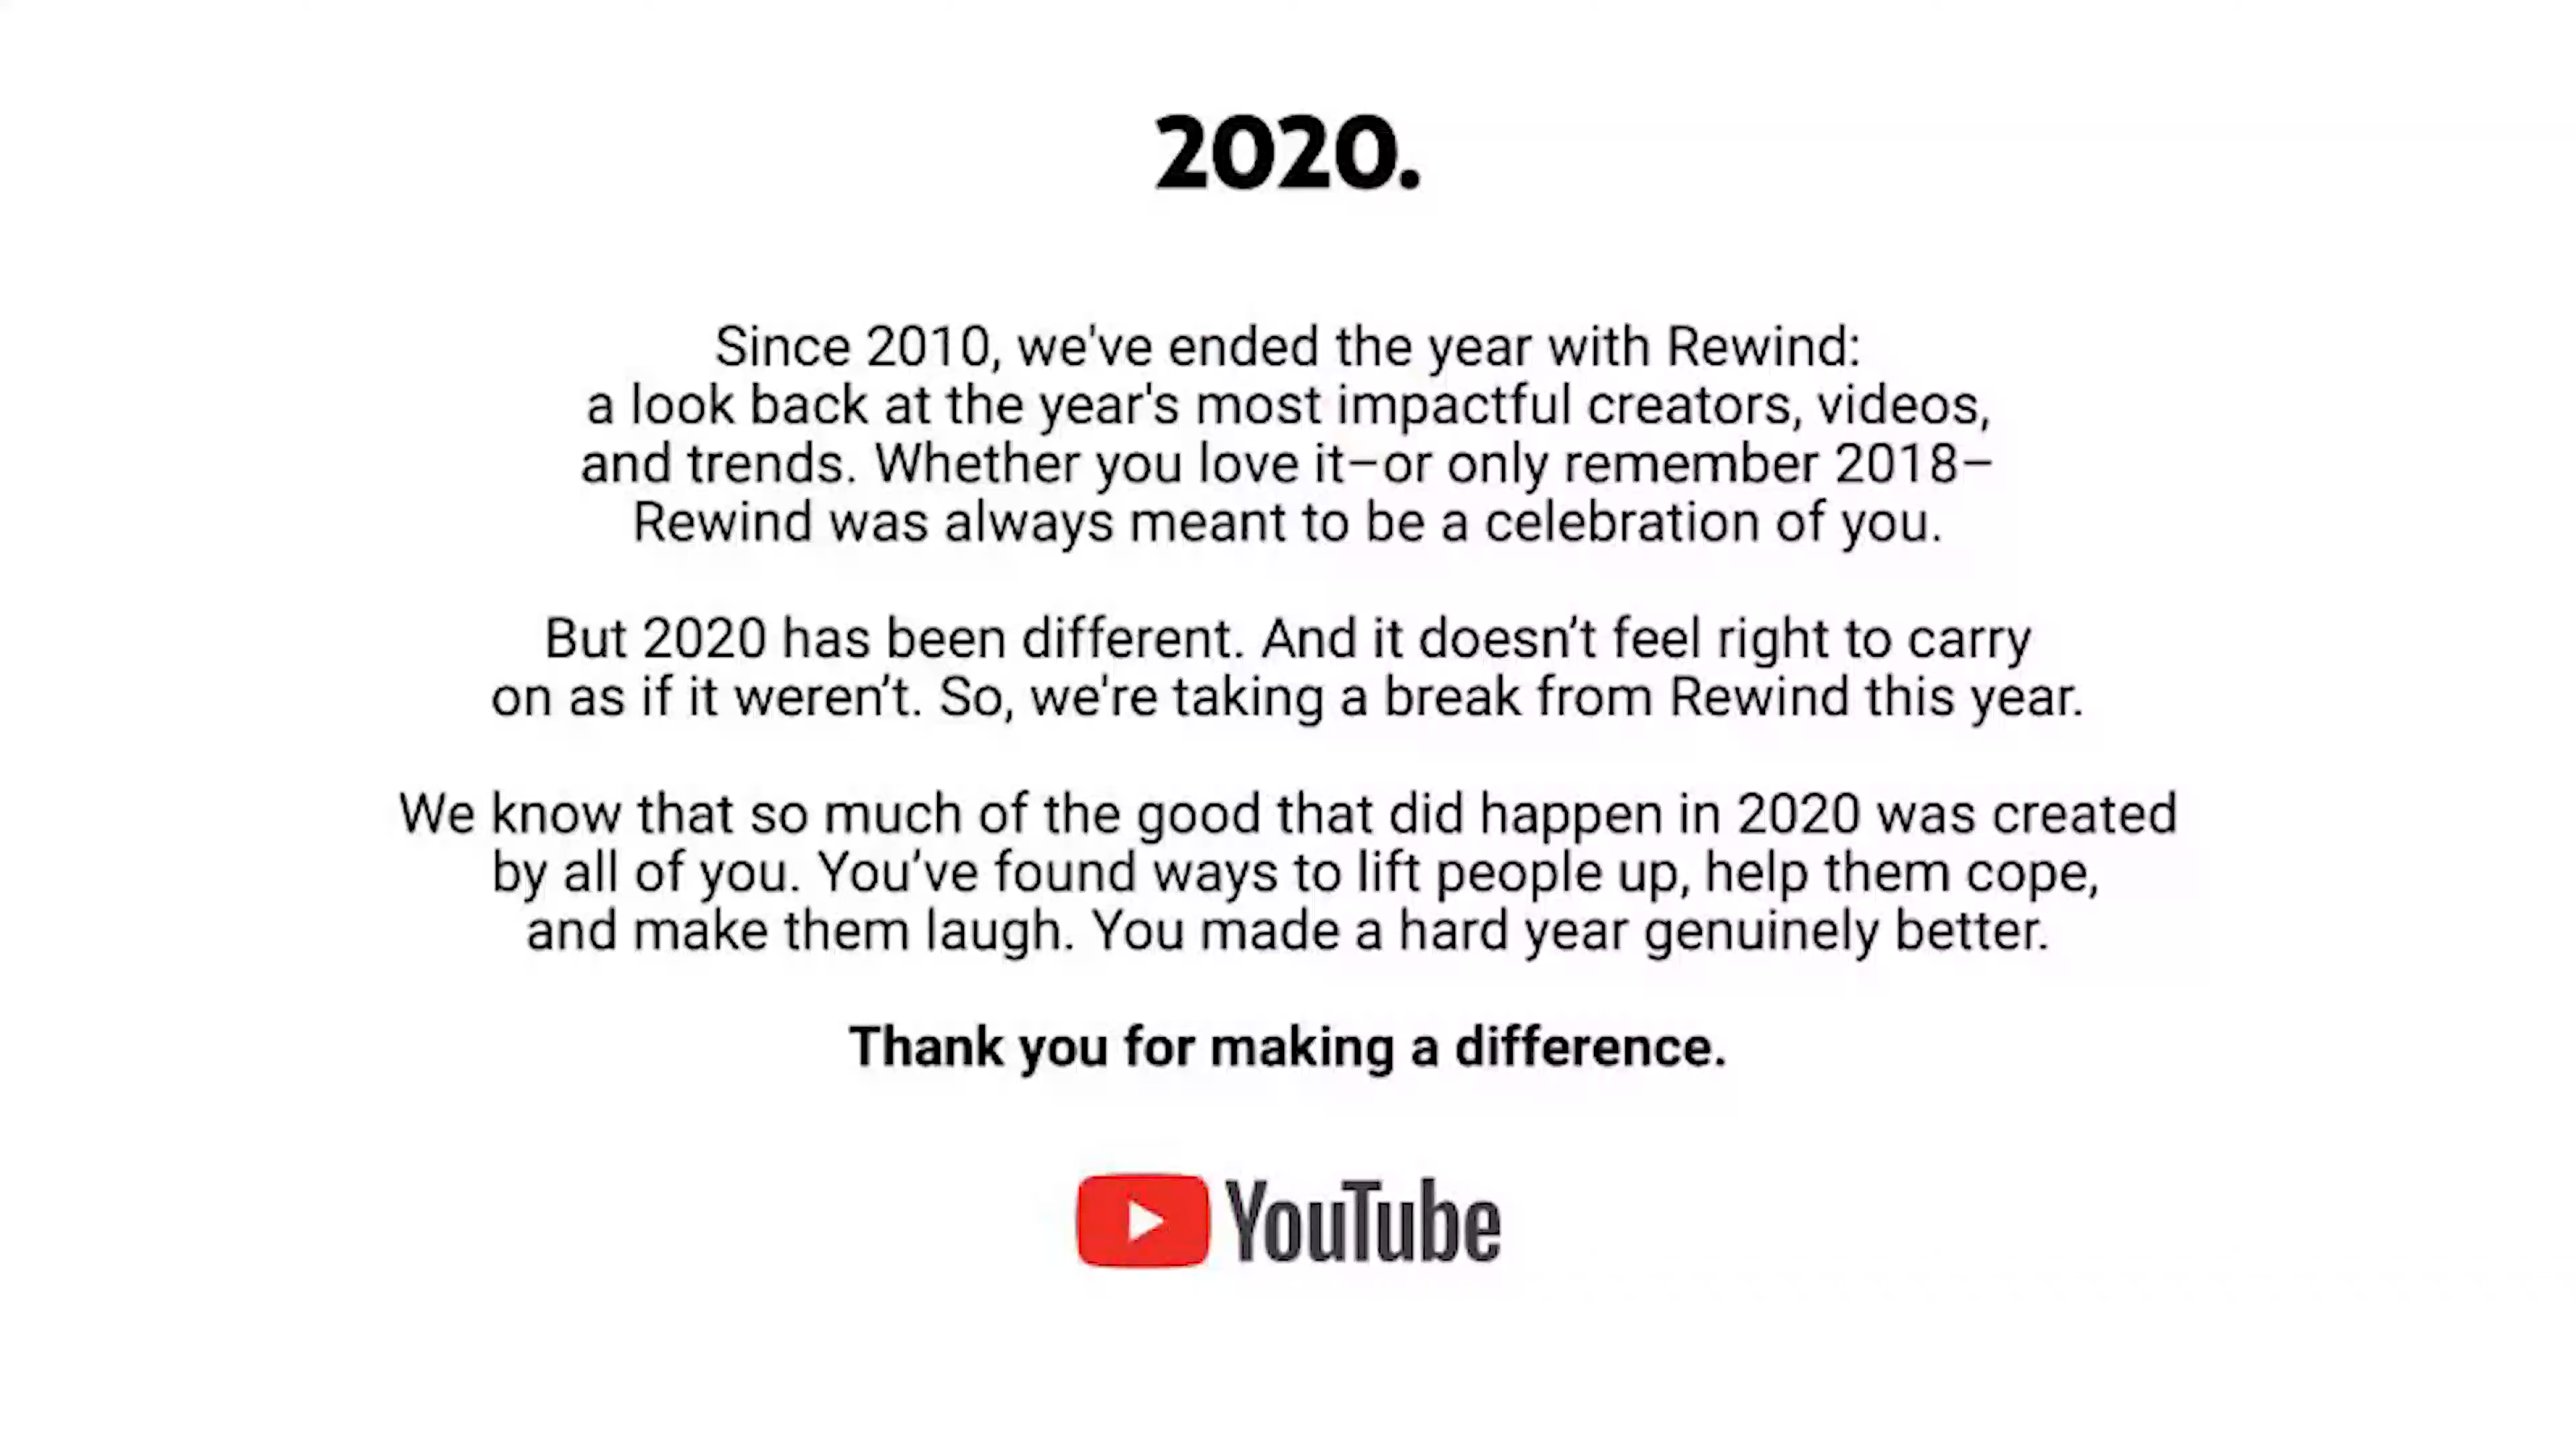 2020.
Since 2010, we've ended the year with Rewind:
a look back at the year's most impactful creators, videos,
and trends. Whether you love it–or only remember 2018–
Rewind was always meant to be a celebration of you.
But 2020 has been different. And it doesn’t feel right to carry
on as if it weren’t. So, we're taking a break from Rewind this year.
We know that so much of the good that did happen in 2020 was created
by all of you. You’ve found ways to lift people up, help them cope,
and make them laugh. You made a hard year genuinely better.
Thank you for making a difference.
YouTube